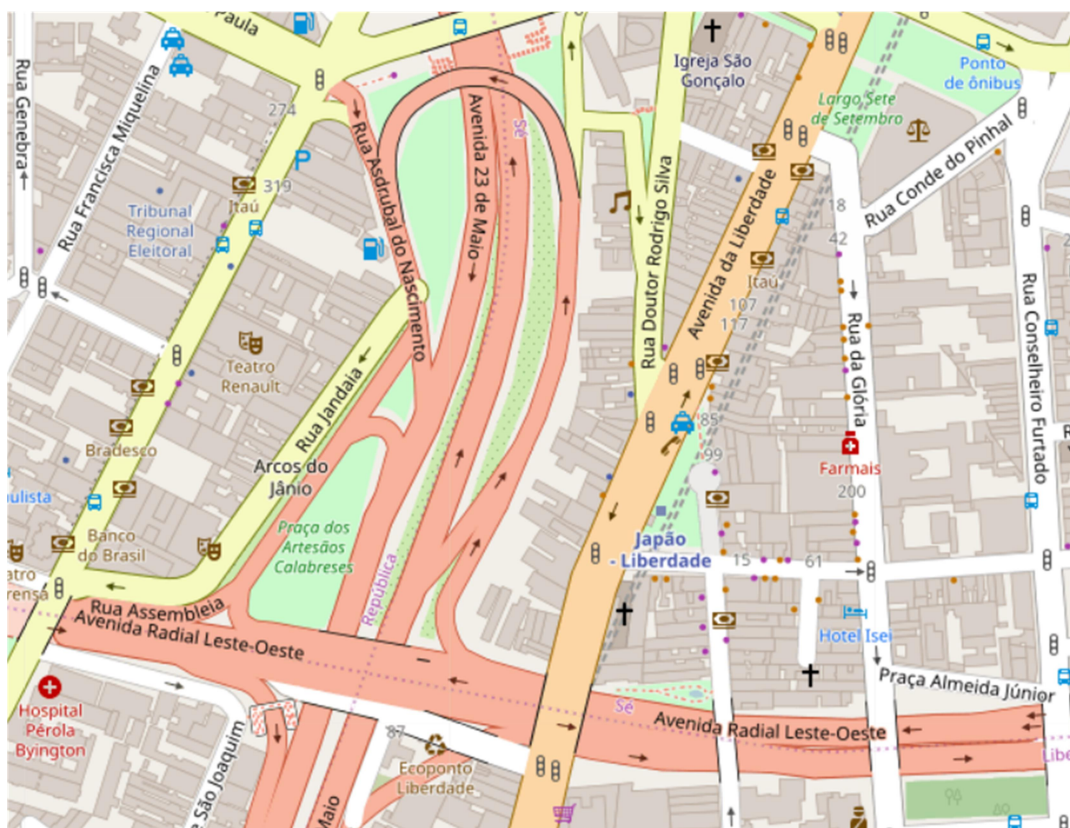 Paula
Rua Genebra
Rua Francisca Miquelina
274
319
P
Itaú
Tribunal
Regional
Eleitoral
Teatro
Renault
Bradesco
Banco
do Brasil
Rua Asdrubal do Nascimento
Avenida 23 de Maio
Sé
Rua Jandaia
Arcos do
Jânio
Praça dos
Artesãos
Calabreses
República
Rua Assembleia
Avenida Radial Leste-Oeste
Hospital
Pérola
Byington
São Joaquim
Maio
87
Ecoponto
Liberdade
Igreja São
Gonçalo
Rua Doutor Rodrigo Silva
Avenida da Liberdade
Largo Sete
de Setembro
Ponto
de ônibus
Rua Conde do Pinhal
18
42
Itaú
107
117
Rua da Glória
Rua Conselheiro Furtado
85
99
Farmais
200
Japão
- Liberdade
15
61
Hotel Isei
Praça Almeida Júnior
Sé
Avenida Radial Leste-Oeste